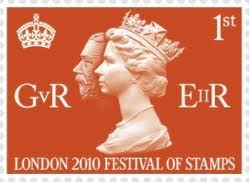 1st
GvR EIIR
LONDON 2010 FESTIVAL OF STAMPS